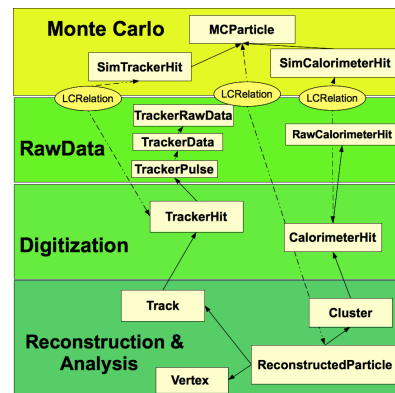 Monte Carlo
MCParticle
SimTrackerHit
SimCalorimeterHit
LCRelation
LCRelation
LCRelation
RawData
TrackerRawData
TrackerData
TrackerPulse
RawCalorimeterHit
Digitization
TrackerHit
CalorimeterHit
Reconstruction &
Analysis
Track
Cluster
ReconstructedParticle
Vertex